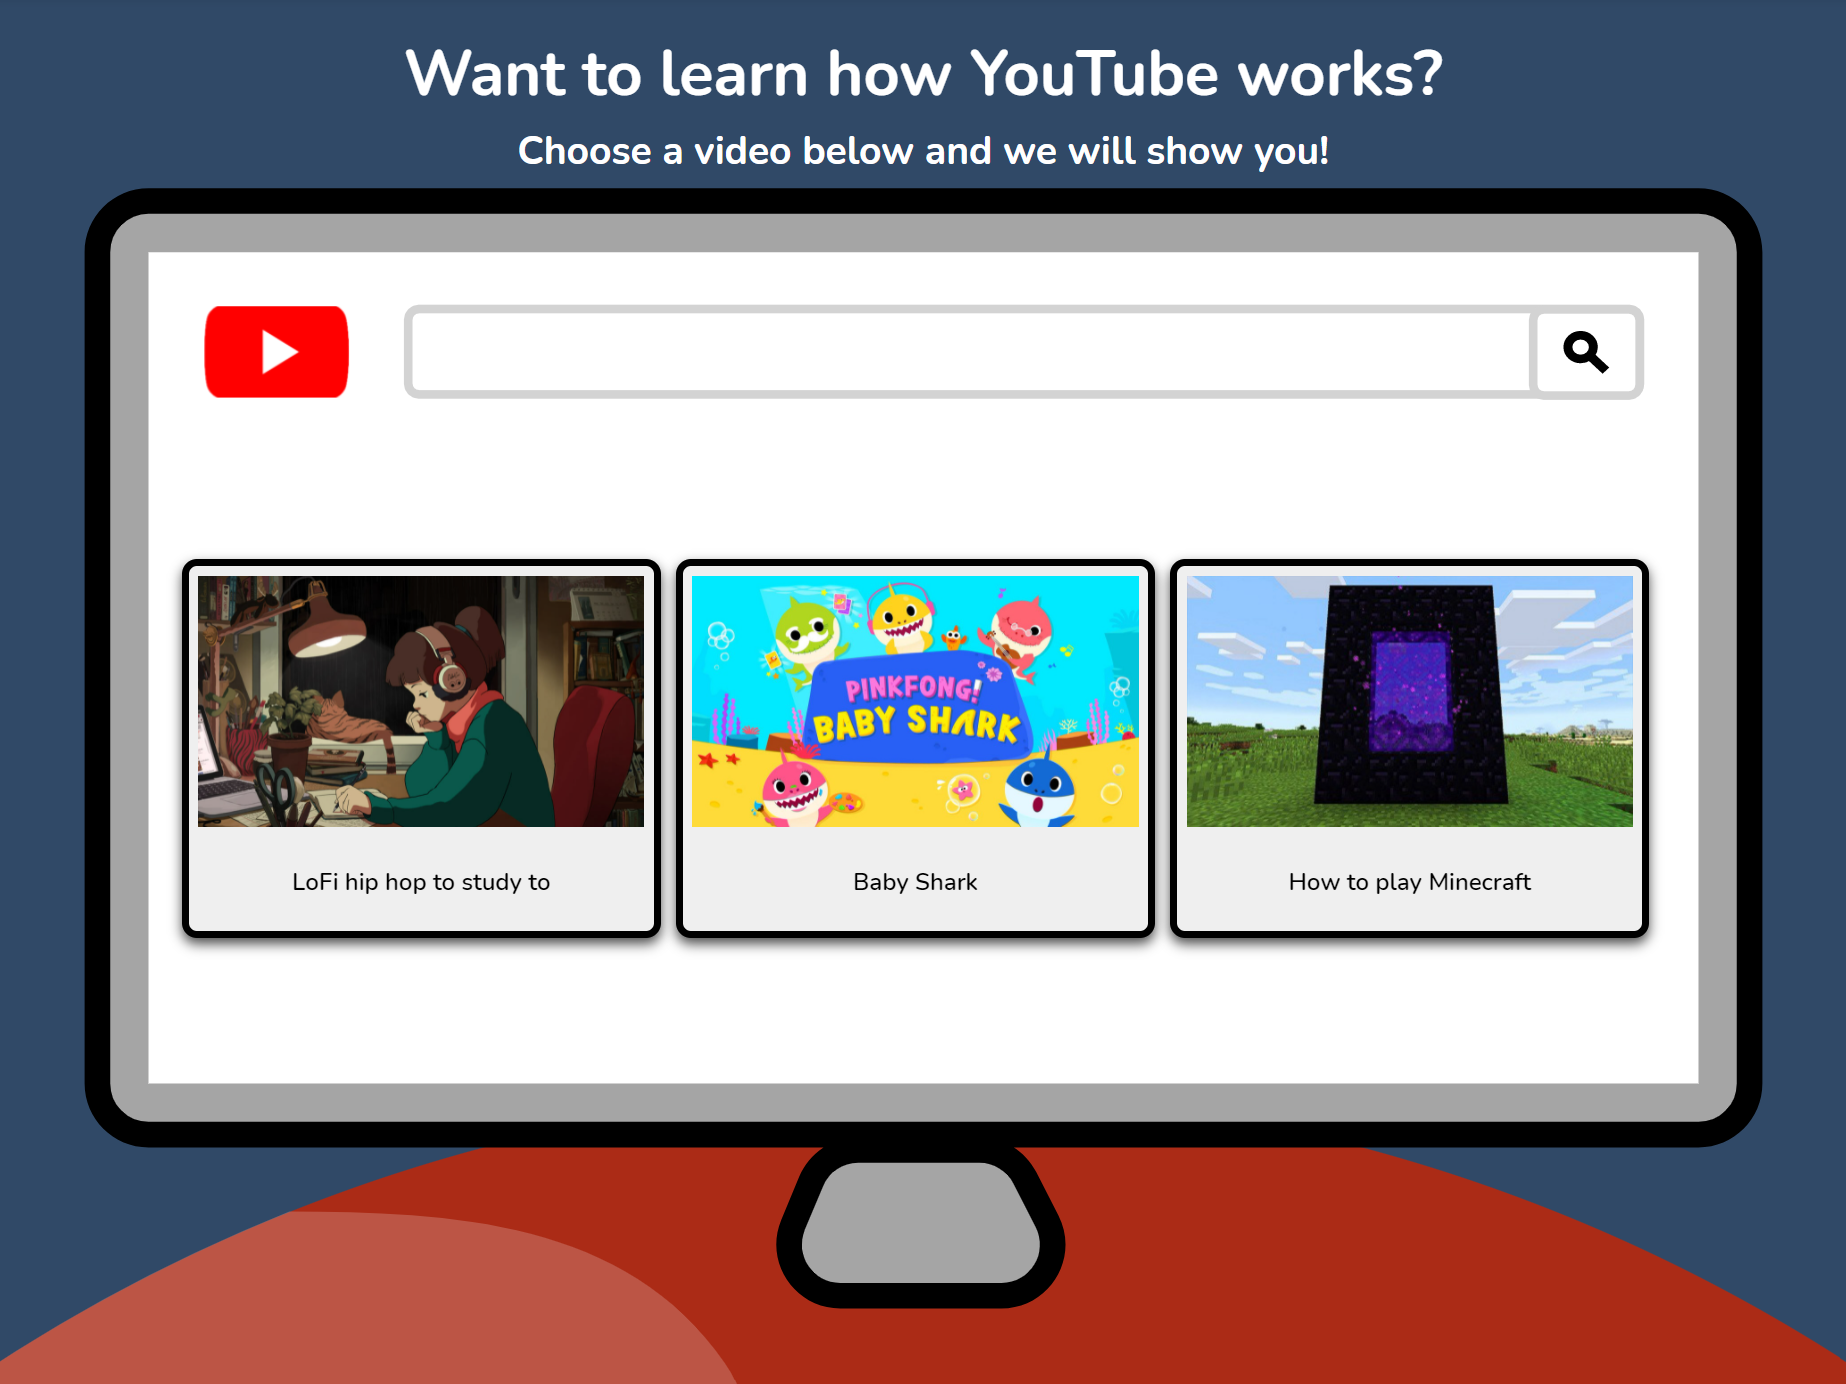 Want to learn how YouTube works?
Choose a video below and we will show you!
PINKFONG!
BABY SHARK
LoFi hip hop to study to
Baby Shark
How to play Minecraft